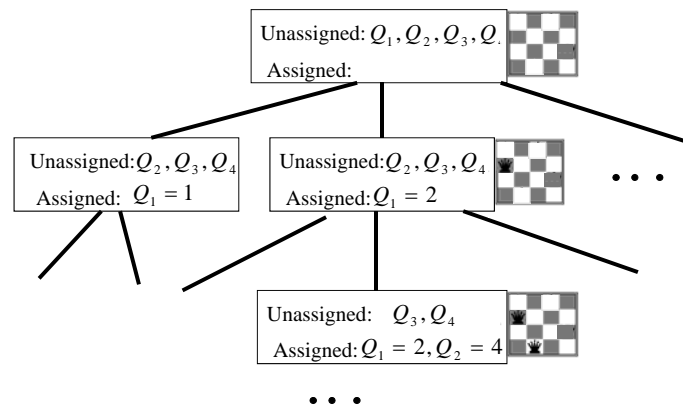 Unassigned: Q₁, Q₂, Q₃,
Assigned:
Unassigned: Q₂, Q₃, Q₄
Assigned: Q₁ = 1
Unassigned: Q₂, Q₃, Q₄
Assigned: Q₁ = 2
• • •
Unassigned: Q₃, Q₄
Assigned: Q₁ = 2, Q₂ = 4
• • •